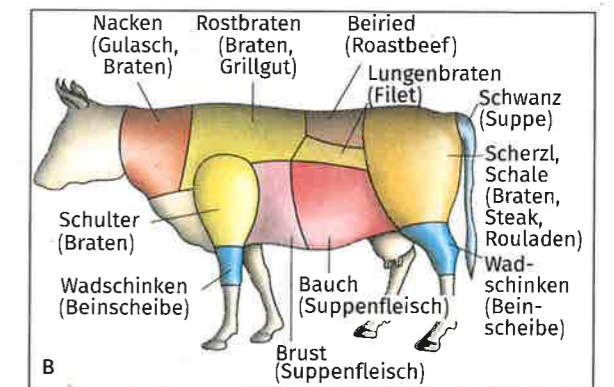 Nacken
(Gulasch,
Braten)
Rostbraten
(Braten,
Grillgut)
Beiried
(Roastbeef)
Lungenbraten
(Filet)
Schwanz
(Suppe)
Scherzl,
Schale
(Braten,
Steak,
Rouladen)
Schulter
(Braten)
Wadschinken
(Beinscheibe)
Bauch
(Suppenfleisch)
Wad-
schinken
(Bein-
scheibe)
Brust
(Suppenfleisch)
B